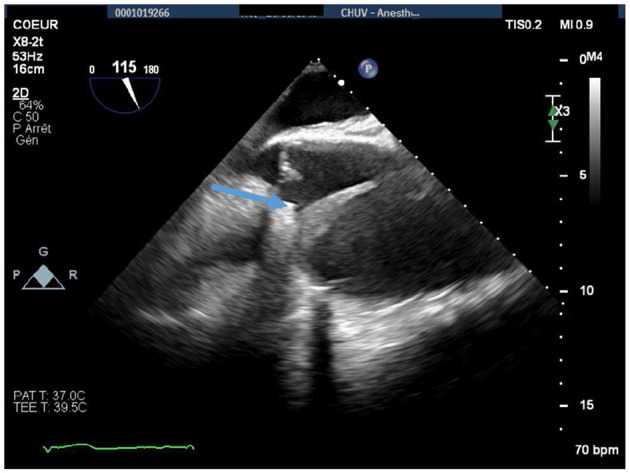 0001019266
CHUV – Anesth...
COEUR
TIS0.2 MI 0.9
X8-2t
53Hz
16cm
0 115 180
2D
64%
C 50
P Arrêt
Gén
P
0
M4
X3
5
G
P R
10
PAT T: 37.0C
TEE T: 39.5C
15
70 bpm